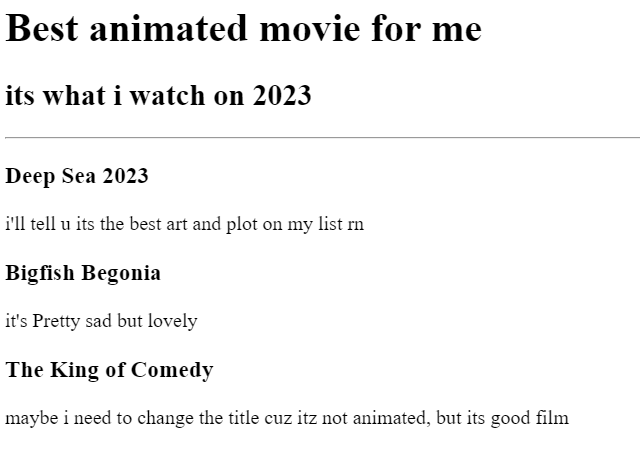 Best animated movie for me
its what i watch on 2023
Deep Sea 2023
i'll tell u its the best art and plot on my list rn
Bigfish Begonia
it's Pretty sad but lovely
The King of Comedy
maybe i need to change the title cuz itz not animated, but its good film